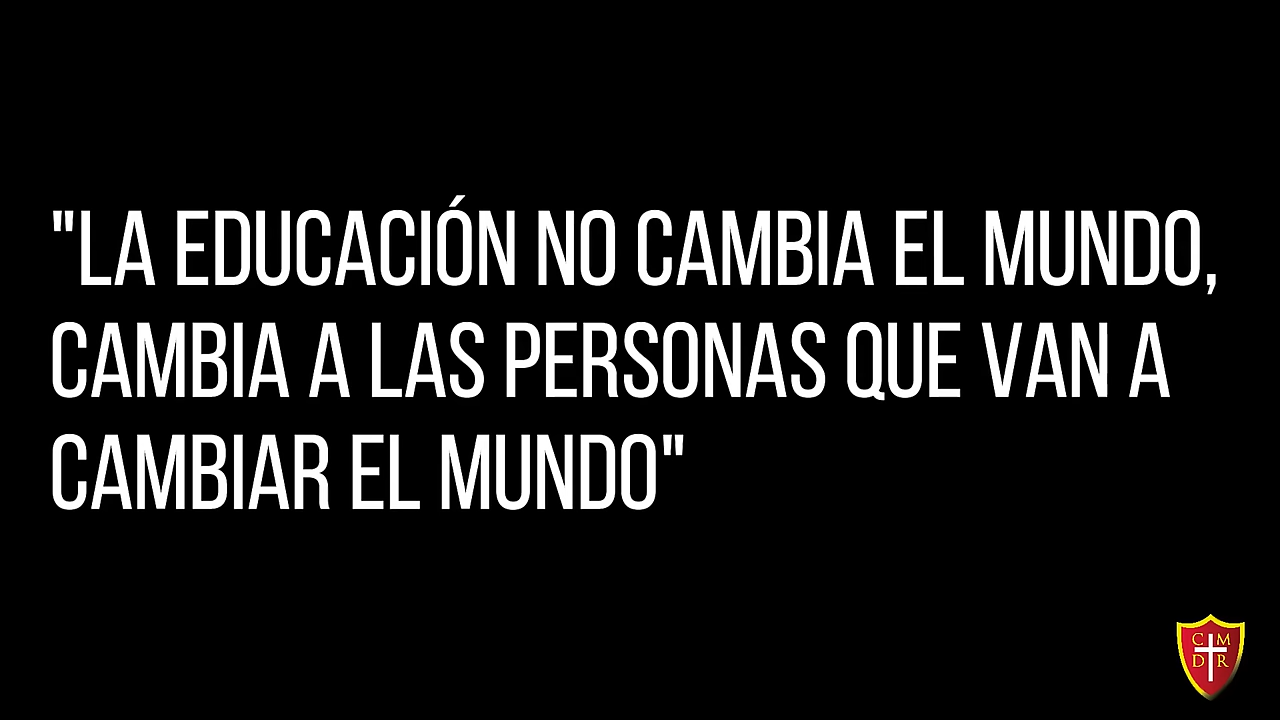 "LA EDUCACIÓN NO CAMBIA EL MUNDO,
CAMBIA A LAS PERSONAS QUE VAN A
CAMBIAR EL MUNDO"
C M
D R